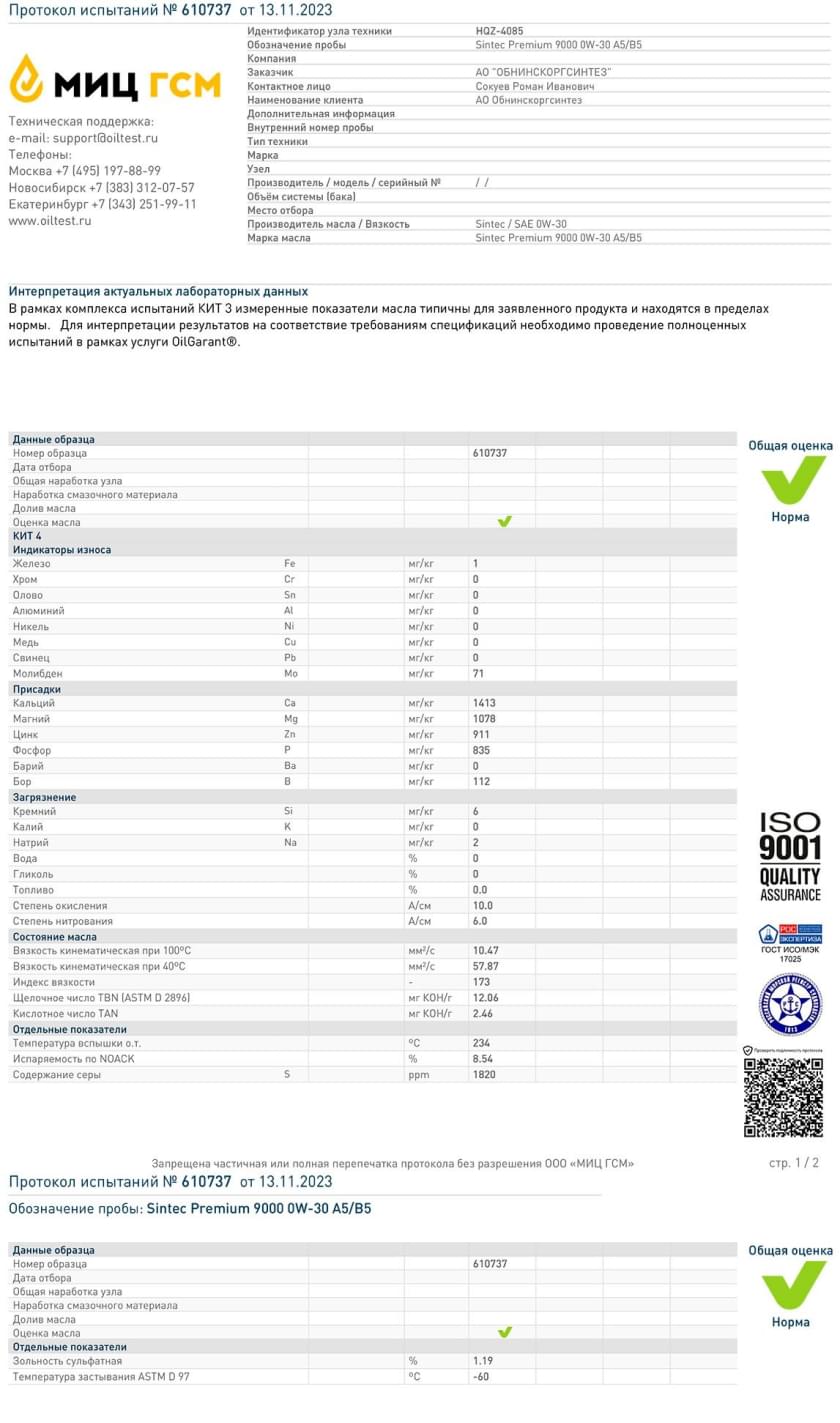 Протокол испытаний № 610737 от 13.11.2023
МИЦ ГСМ
Техническая поддержка:
e-mail: support@oiltest.ru
Телефоны:
Москва +7 (495) 197-88-99
Новосибирск +7 (383) 312-07-57
Екатеринбург +7 (343) 251-99-11
www.oiltest.ru
Идентификатор узла техники HQZ-4085
Обозначение пробы Sintec Premium 9000 0W-30 A5/B5
Компания
Заказчик АО "ОБНИНСКОРГСИНТЕЗ"
Контактное лицо Сокуев Роман Иванович
Наименование клиента АО Обнинскоргсинтез
Дополнительная информация
Внутренний номер пробы
Тип техники
Марка
Узел
Производитель / модель / серийный № / /
Объём системы (бака)
Место отбора
Производитель масла / Вязкость Sintec / SAE 0W-30
Марка масла Sintec Premium 9000 0W-30 A5/B5
Интерпретация актуальных лабораторных данных
В рамках комплекса испытаний КИТ 3 измеренные показатели масла типичны для заявленного продукта и находятся в пределах
нормы. Для интерпретации результатов на соответствие требованиям спецификаций необходимо проведение полноценных
испытаний в рамках услуги OilGarant®.
Данные образца
Номер образца 610737
Дата отбора
Общая наработка узла
Наработка смазочного материала
Долив масла
Оценка масла
Общая оценка
Норма
КИТ 4
Индикаторы износа
Железо Fe мг/кг 1
Хром Cr мг/кг 0
Олово Sn мг/кг 0
Алюминий Al мг/кг 0
Никель Ni мг/кг 0
Медь Cu мг/кг 0
Свинец Pb мг/кг 0
Молибден Mo мг/кг 71
Присадки
Кальций Ca мг/кг 1413
Магний Mg мг/кг 1078
Цинк Zn мг/кг 911
Фосфор P мг/кг 835
Барий Ba мг/кг 0
Бор B мг/кг 112
Загрязнение
Кремний Si мг/кг 6
Калий K мг/кг 0
Натрий Na мг/кг 2
Вода % 0
Гликоль % 0
Топливо % 0.0
Степень окисления А/см 10.0
Степень нитрования А/см 6.0
Состояние масла
Вязкость кинематическая при 100ºC мм²/с 10.47
Вязкость кинематическая при 40ºC мм²/с 57.87
Индекс вязкости - 173
Щелочное число TBN (ASTM D 2896) мг KOH/г 12.06
Кислотное число TAN мг KOH/г 2.46
Отдельные показатели
Температура вспышки о.т. ºC 234
Испаряемость по NOACK % 8.54
Содержание серы S ppm 1820
ISO
9001
QUALITY
ASSURANCE
РОС
ЭКСПЕРТИЗА
ГОСТ ИСО/МЭК
17025
1913
Проверить подлинность протокола
Запрещена частичная или полная перепечатка протокола без разрешения ООО «МИЦ ГСМ»
стр. 1 / 2
Протокол испытаний № 610737 от 13.11.2023
Обозначение пробы: Sintec Premium 9000 0W-30 A5/B5
Данные образца
Номер образца 610737
Дата отбора
Общая наработка узла
Наработка смазочного материала
Долив масла
Оценка масла
Общая оценка
Норма
Отдельные показатели
Зольность сульфатная % 1.19
Температура застывания ASTM D 97 ºC -60